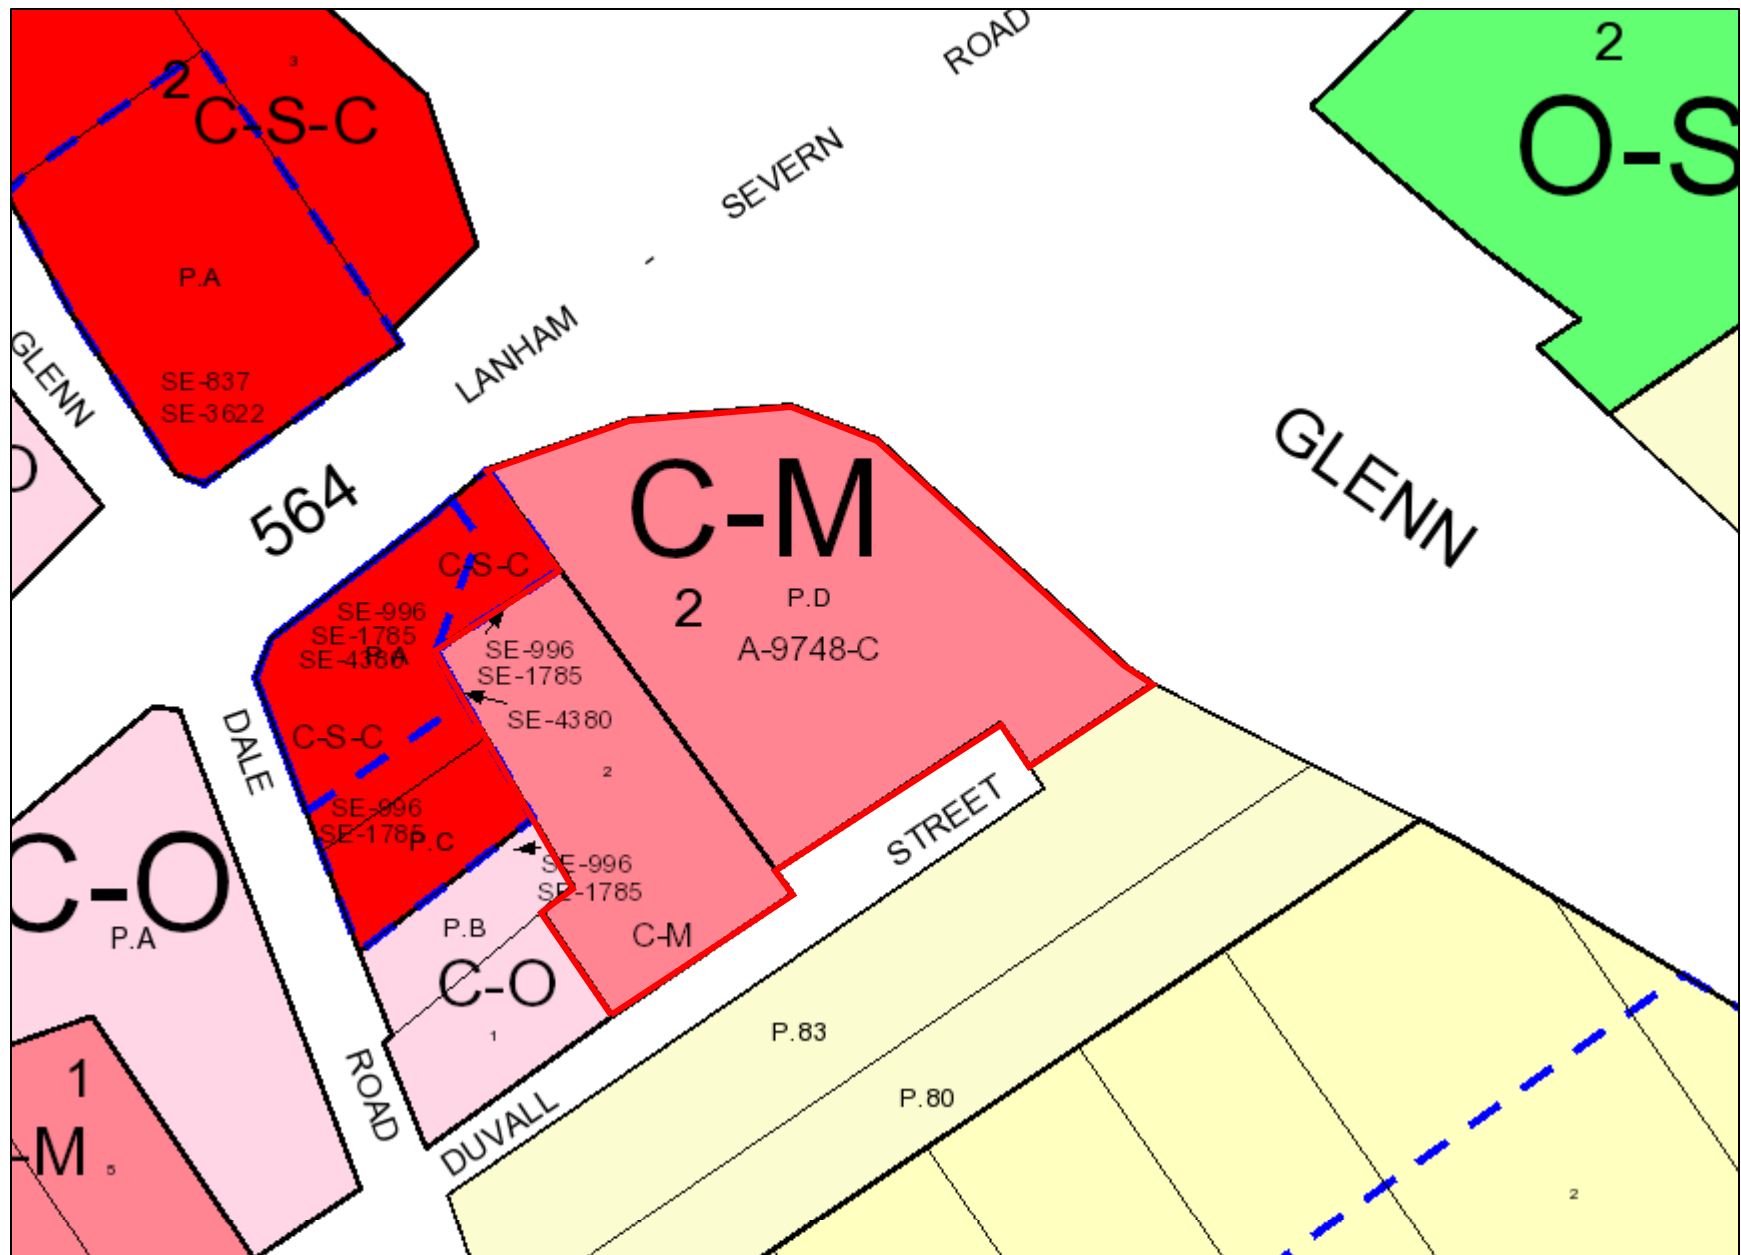 2
3
C-S-C
P.A
SE-837
SE-3622
ROAD
SEVERN
-
LANHAM
564
2
O-S
GLENN
GLENN
C-M
2
P.D
A-9748-C
C-S-C
SE-996
SE-1785
SE-4380
P.A
SE-996
SE-1785
SE-4380
2
C-S-C
SE-996
SE-1785
P.C
SE-996
SE-1785
C-M
P.B
C-O
1
DALE
ROAD
O
C-O
P.A
1
-M
5
STREET
DUVALL
P.83
P.80
2